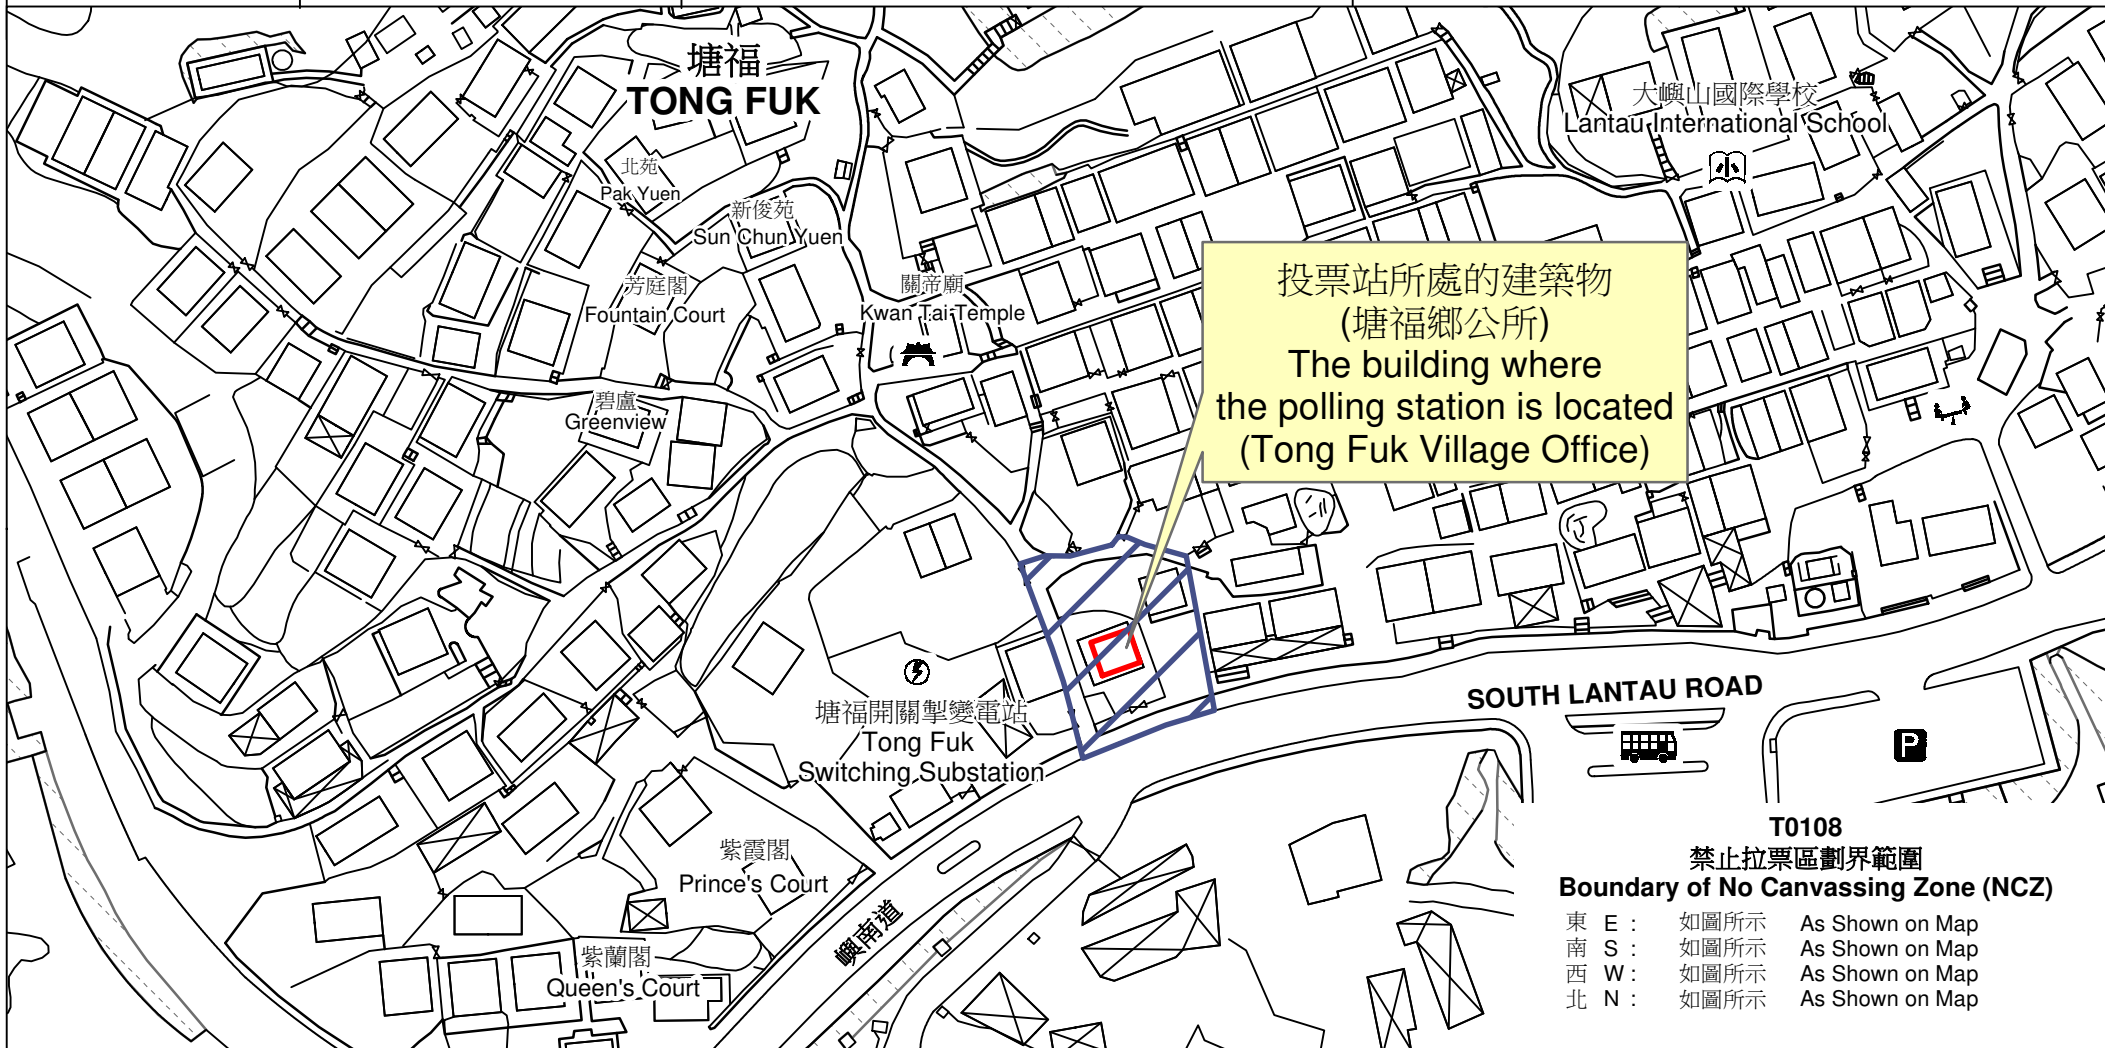 塘福
TONG FUK
大嶼山國際學校
Lantau International School
北苑
Pak Yuen
新俊苑
Sun Chun Yuen
芳庭閣
Fountain Court
關帝廟
Kwan Tai Temple
投票站所處的建築物
(塘福鄉公所)
The building where
the polling station is located
(Tong Fuk Village Office)
碧廬
Greenview
塘福開關掣變電站
Tong Fuk
Switching Substation
SOUTH LANTAU ROAD
P
紫霞閣
Prince's Court
嶼南道
紫蘭閣
Queen's Court
T0108
禁止拉票區劃界範圍
Boundary of No Canvassing Zone (NCZ)
東 E : 如圖所示 As Shown on Map
南 S : 如圖所示 As Shown on Map
西 W : 如圖所示 As Shown on Map
北 N : 如圖所示 As Shown on Map